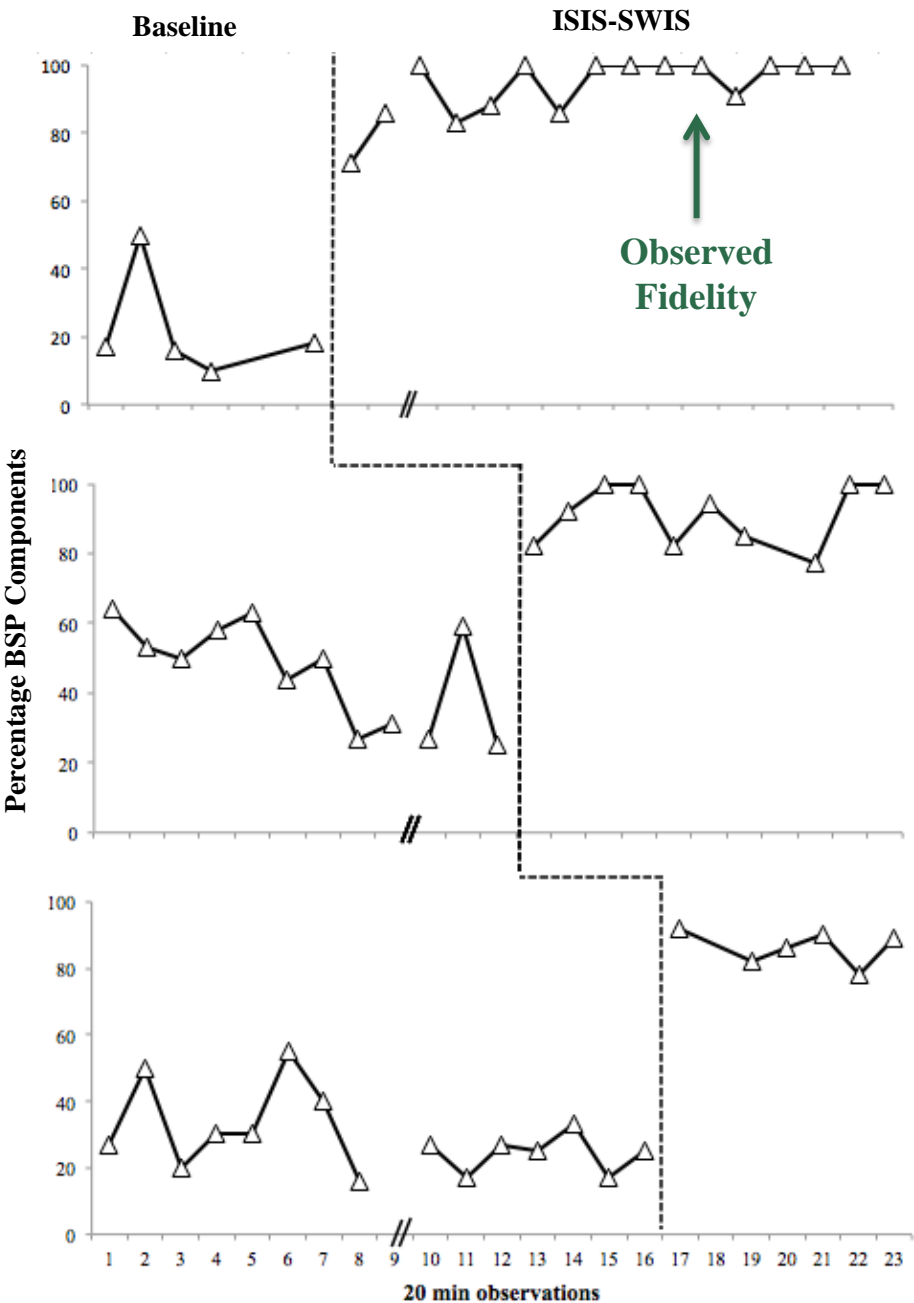 Baseline
ISIS-SWIS
100
80
60
40
20
0
Observed
Fidelity
Percentage BSP Components
100
80
60
40
20
0
100
80
60
40
20
0
1 2 3 4 5 6 7 8 9 10 11 12 13 14 15 16 17 18 19 20 21 22 23
20 min observations